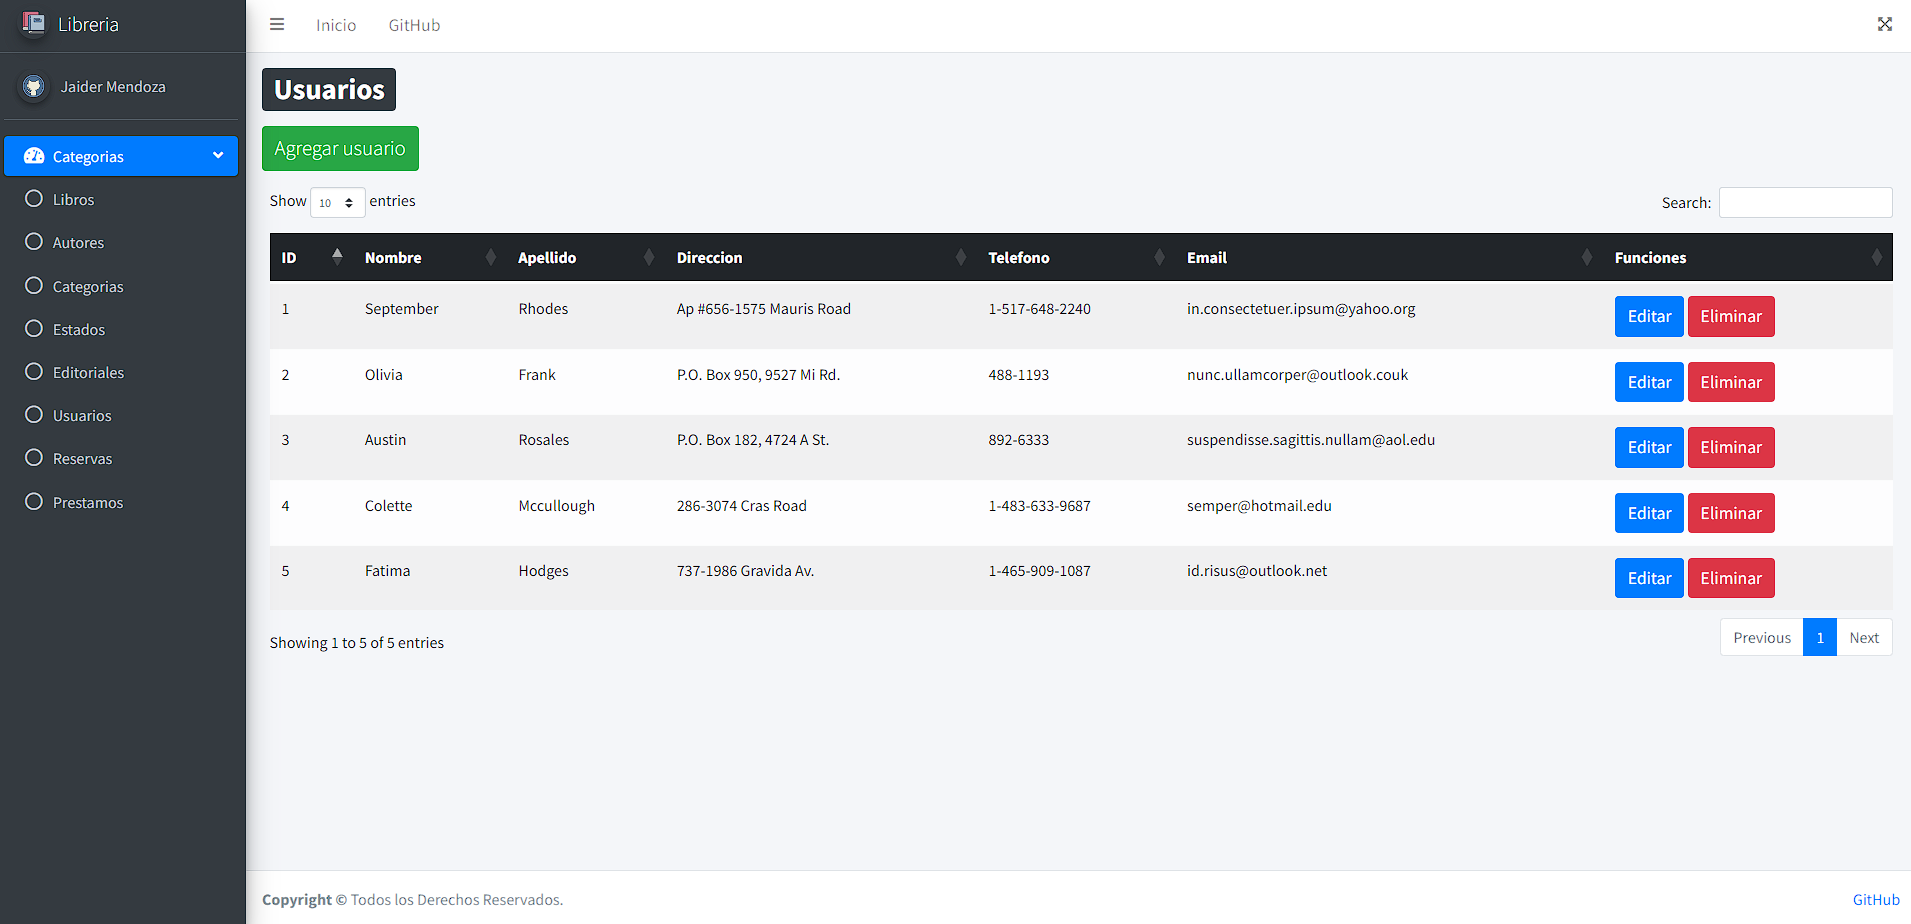 Libreria
Jaider Mendoza
Categorias
Libros
Autores
Categorias
Estados
Editoriales
Usuarios
Reservas
Prestamos
Inicio GitHub
Usuarios
Agregar usuario
Show 10 entries Search:
ID Nombre Apellido Direccion Telefono Email Funciones
1 September Rhodes Ap #656-1575 Mauris Road 1-517-648-2240 in.consectetuer.ipsum@yahoo.org Editar Eliminar
2 Olivia Frank P.O. Box 950, 9527 Mi Rd. 488-1193 nunc.ullamcorper@outlook.couk Editar Eliminar
3 Austin Rosales P.O. Box 182, 4724 A St. 892-6333 suspendisse.sagittis.nullam@aol.edu Editar Eliminar
4 Colette Mccullough 286-3074 Cras Road 1-483-633-9687 semper@hotmail.edu Editar Eliminar
5 Fatima Hodges 737-1986 Gravida Av. 1-465-909-1087 id.risus@outlook.net Editar Eliminar
Showing 1 to 5 of 5 entries Previous 1 Next
Copyright © Todos los Derechos Reservados. GitHub